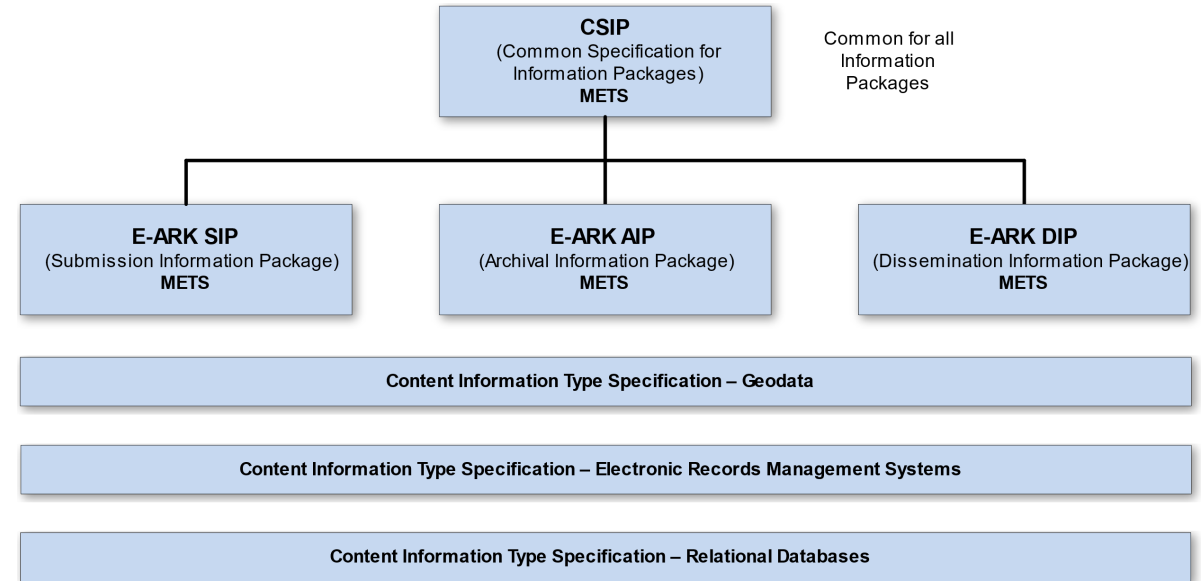 CSIP
(Common Specification for
Information Packages)
METS
Common for all
Information
Packages
E-ARK SIP
(Submission Information Package)
METS
E-ARK AIP
(Archival Information Package)
METS
E-ARK DIP
(Dissemination Information Package)
METS
Content Information Type Specification – Geodata
Content Information Type Specification – Electronic Records Management Systems
Content Information Type Specification – Relational Databases